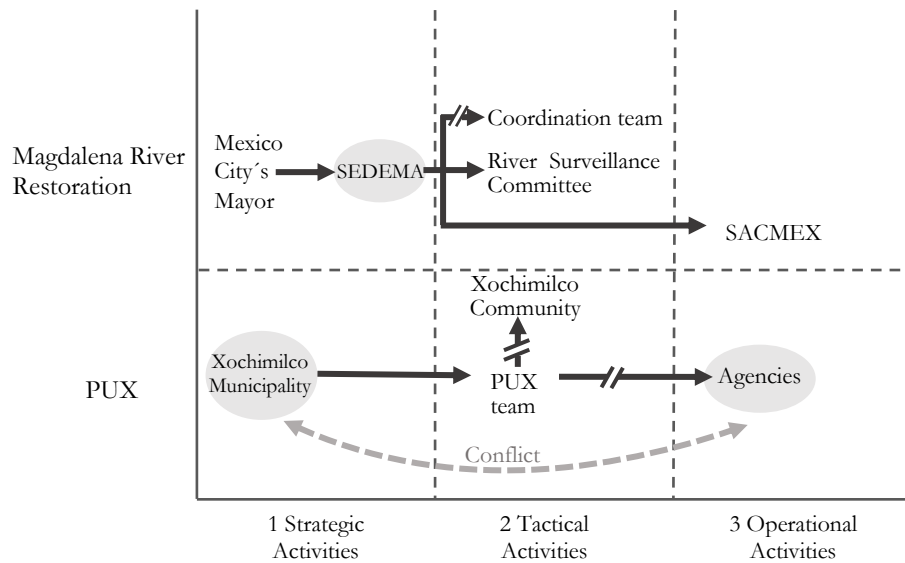 Magdalena River
Restoration
Mexico
City´s
Mayor
SEDEMA
Coordination team
River Surveillance
Committee
SACMEX
PUX
Xochimilco
Municipality
Xochimilco
Community
PUX
team
Agencies
Conflict
1 Strategic
Activities
2 Tactical
Activities
3 Operational
Activities